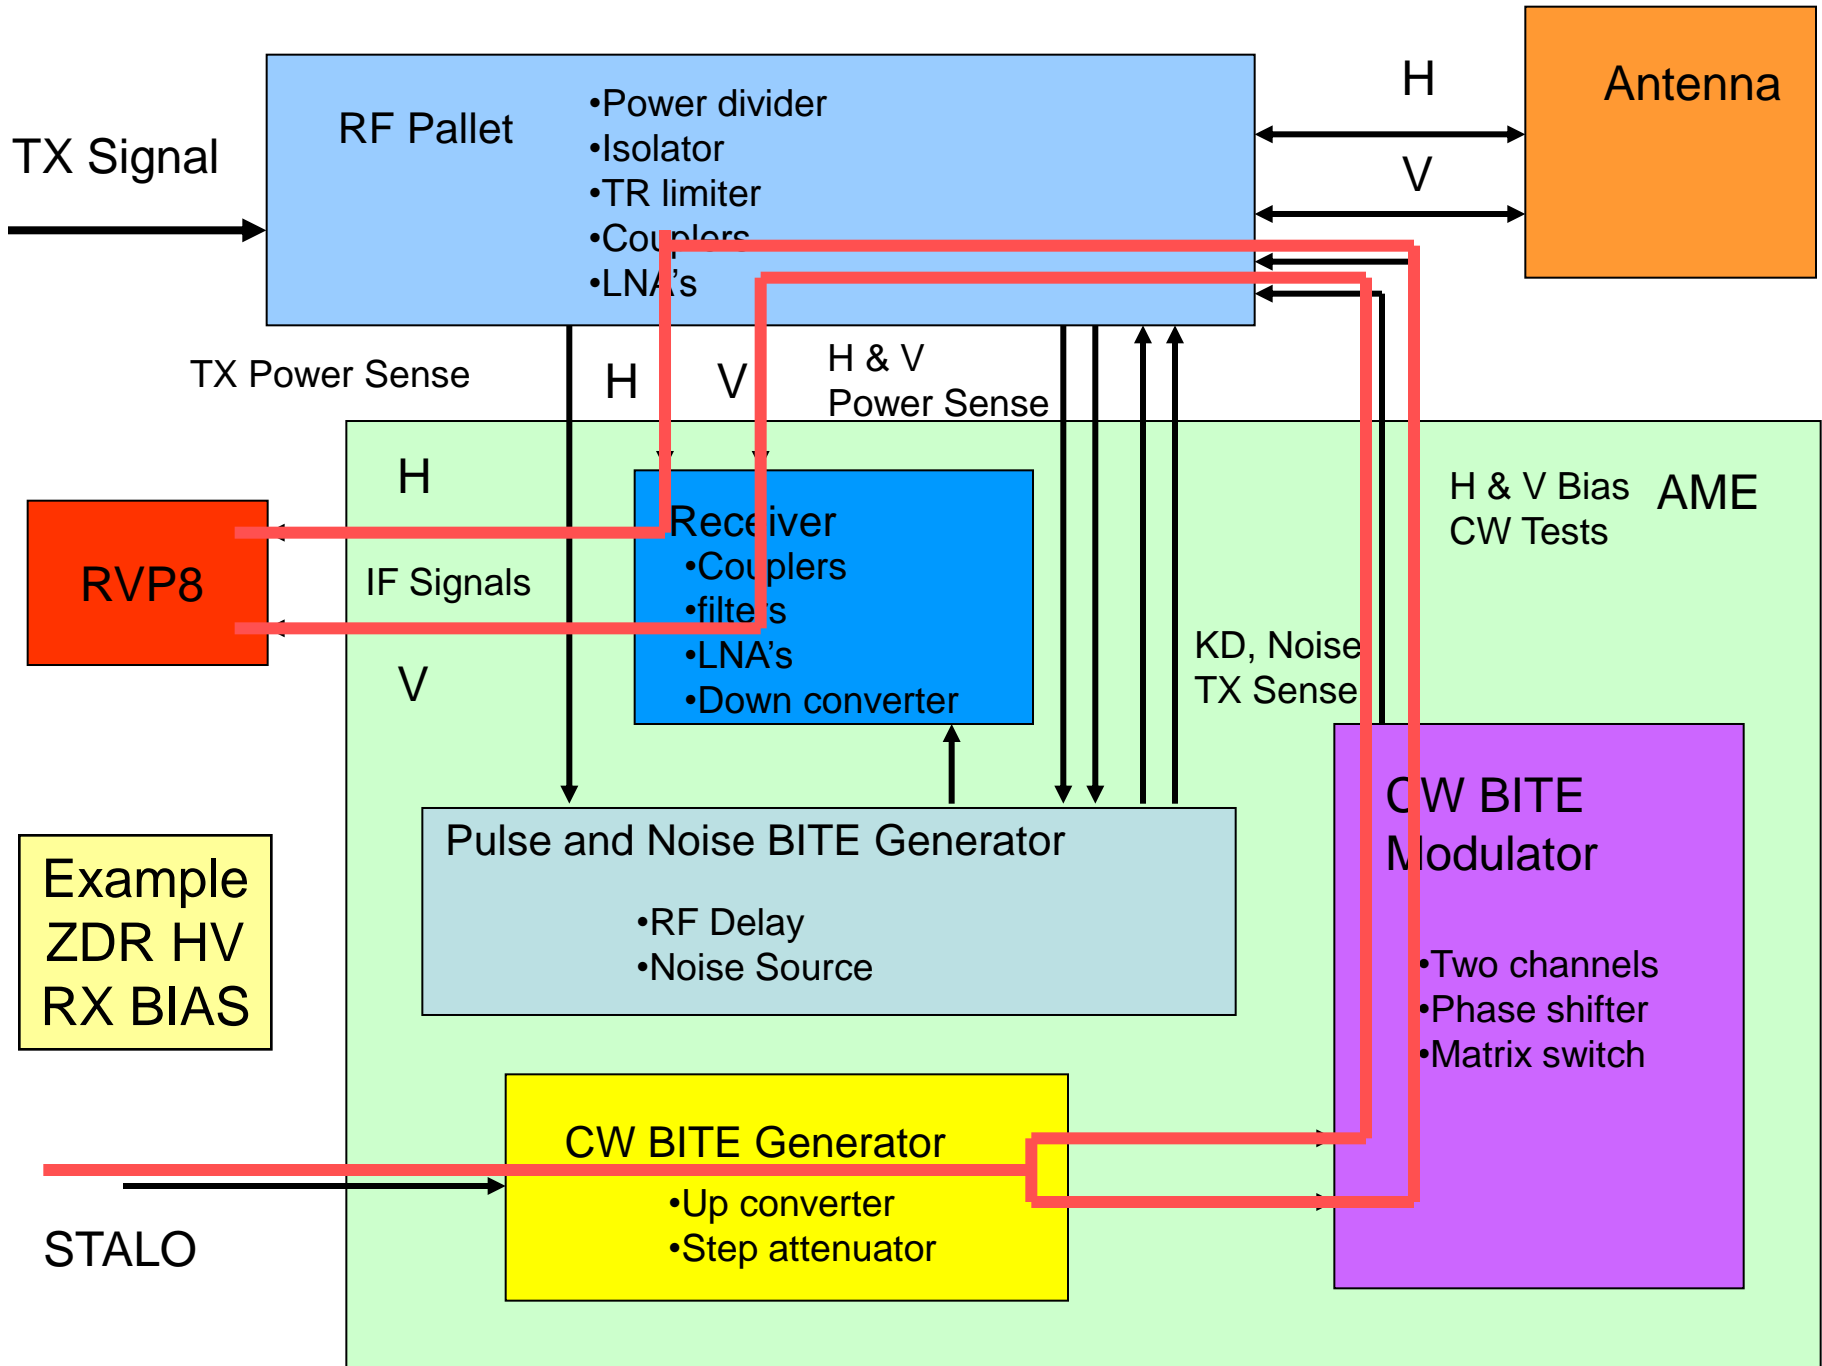 TX Signal
RF Pallet
•Power divider
•Isolator
•TR limiter
•Couplers
•LNA's
H
V
Antenna
TX Power Sense
H
V
H & V
Power Sense
H
IF Signals
V
RVP8
Receiver
•Couplers
•filters
•LNA's
•Down converter
H & V Bias
CW Tests
AME
KD, Noise
TX Sense
Pulse and Noise BITE Generator
•RF Delay
•Noise Source
CW BITE
Modulator
•Two channels
•Phase shifter
•Matrix switch
Example
ZDR HV
RX BIAS
CW BITE Generator
•Up converter
•Step attenuator
STALO